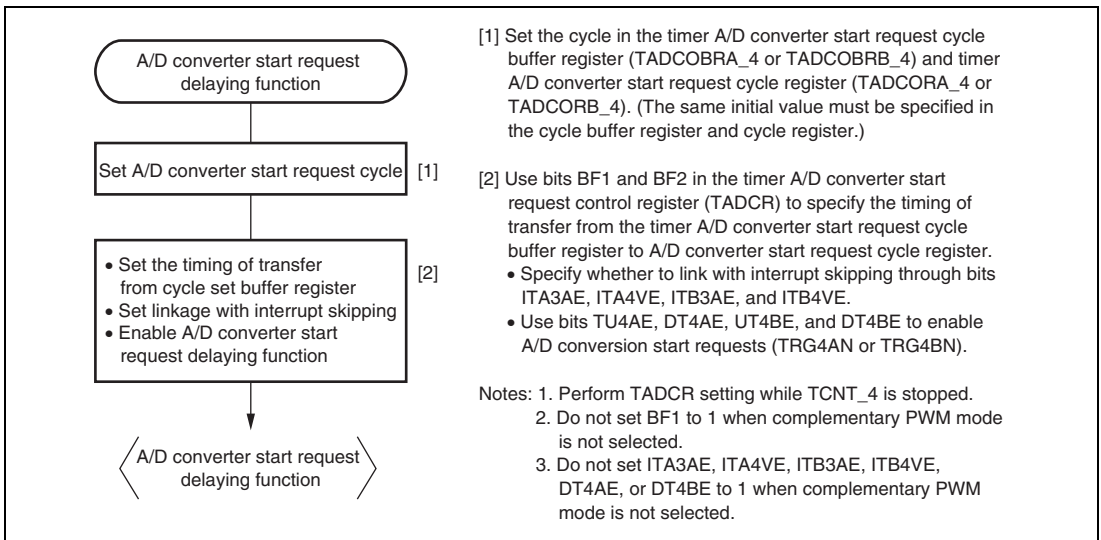 A/D converter start request
delaying function
Set A/D converter start request cycle
[1]
• Set the timing of transfer
from cycle set buffer register
• Set linkage with interrupt skipping
• Enable A/D converter start
request delaying function
[2]
A/D converter start request
delaying function
[1] Set the cycle in the timer A/D converter start request cycle
buffer register (TADCOBRA_4 or TADCOBRB_4) and timer
A/D converter start request cycle register (TADCORA_4 or
TADCORB_4). (The same initial value must be specified in
the cycle buffer register and cycle register.)
[2] Use bits BF1 and BF2 in the timer A/D converter start
request control register (TADCR) to specify the timing of
transfer from the timer A/D converter start request cycle
buffer register to A/D converter start request cycle register.
• Specify whether to link with interrupt skipping through bits
ITA3AE, ITA4VE, ITB3AE, and ITB4VE.
• Use bits TU4AE, DT4AE, UT4BE, and DT4BE to enable
A/D conversion start requests (TRG4AN or TRG4BN).
Notes: 1. Perform TADCR setting while TCNT_4 is stopped.
2. Do not set BF1 to 1 when complementary PWM mode
is not selected.
3. Do not set ITA3AE, ITA4VE, ITB3AE, ITB4VE,
DT4AE, or DT4BE to 1 when complementary PWM
mode is not selected.